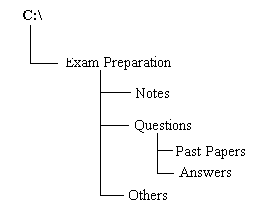 C:\
Exam Preparation
Notes
Questions
Past Papers
Answers
Others